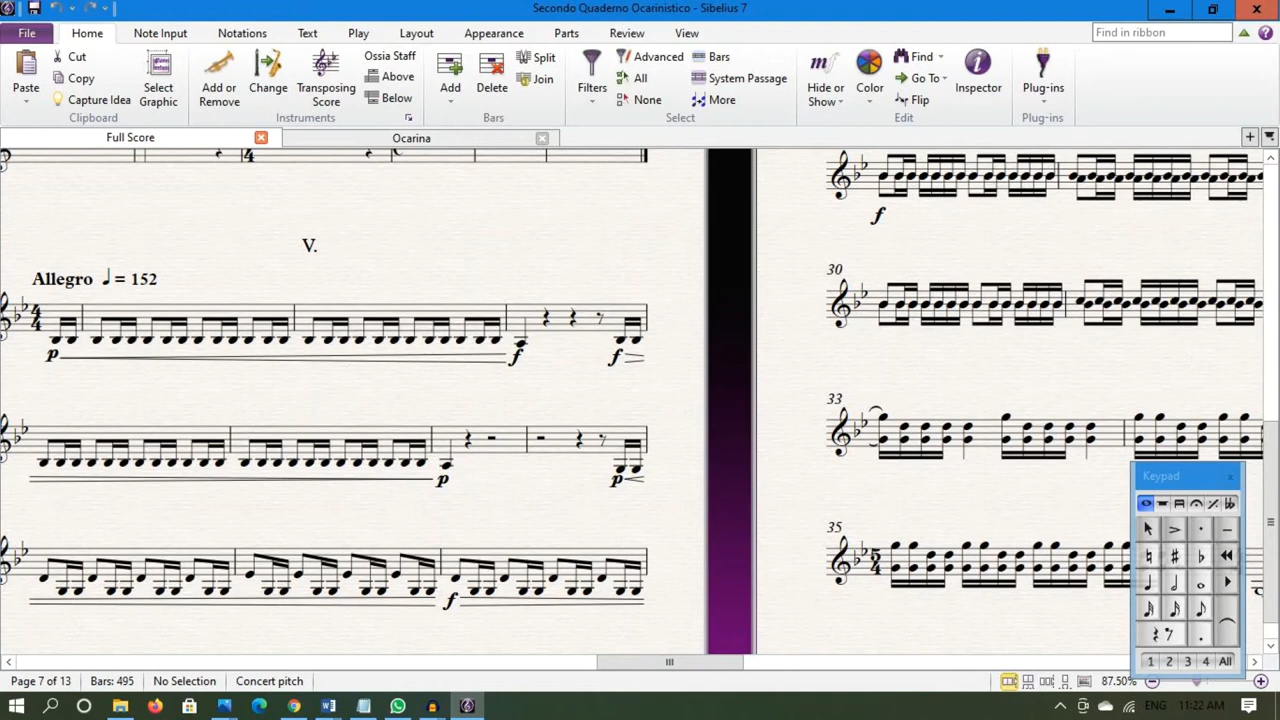 Secondo Quaderno Ocarinistico - Sibelius 7
File Home Note Input Notations Text Play Layout Appearance Parts Review View Find in ribbon
Paste Cut Copy Capture Idea Select Graphic Clipboard
Add or Remove Change Transposing Score Ossia Staff Above Below Instruments
Add Delete Split Join Bars
Filters Advanced All None Bars System Passage More Select
Hide or Show Color Find Go To Flip Inspector Edit
Plug-ins Plug-ins
Full Score Ocarina
4
V.
Allegro = 152
4 4
p f f
p p
f
f
30
33
35
5 4
Keypad
1 2 3 4 All
Page 7 of 13 Bars: 495 No Selection Concert pitch 87.50%
ENG 11:22 AM